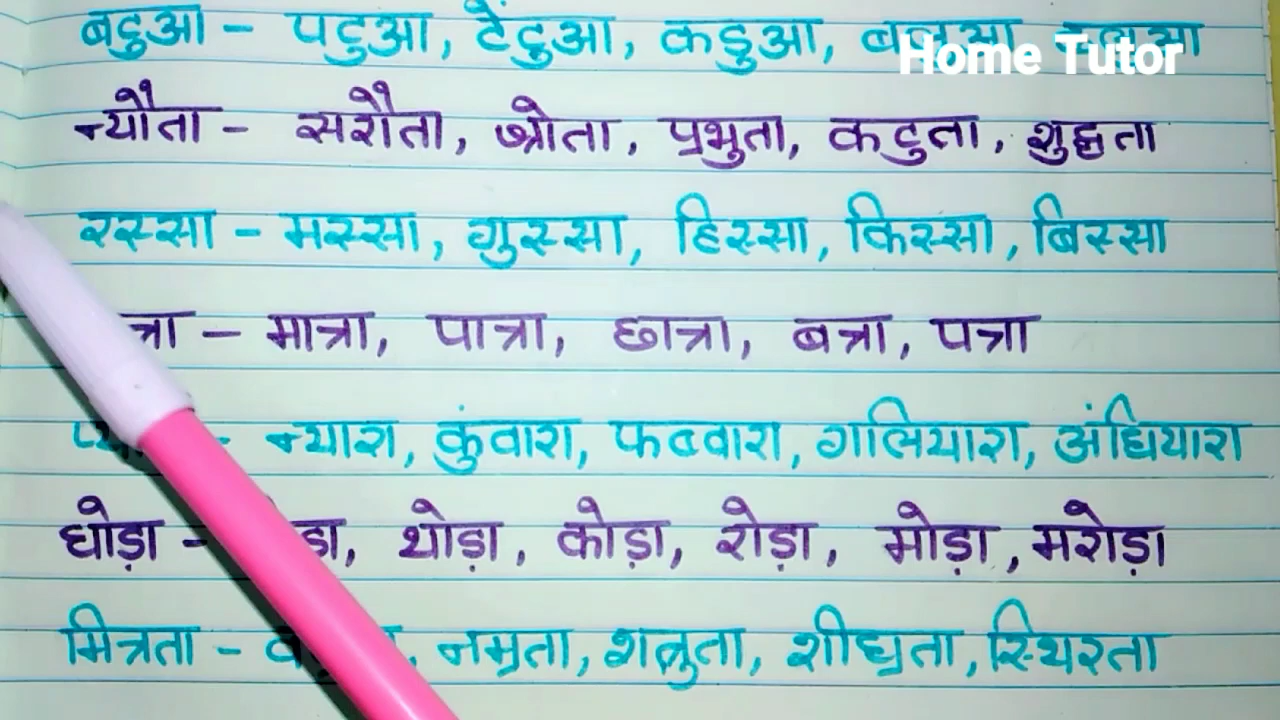 बटुआ - पटुआ, टेंटुआ, कडुआ,
Home Tutor
न्यौता - सरौता, श्रोता, प्रभुता, कटुता, शुद्धता
रस्सा - मस्सा, गुस्सा, हिस्सा, किस्सा, बिस्सा
- मात्रा, पात्रा, छात्रा, बत्रा, पत्रा
- न्यारा, कुंवारा, फव्वारा, गलियारा, अंधियारा
घोड़ा - थोड़ा, कोड़ा, रोड़ा, मोड़ा, मरोड़ा
मित्रता - नम्रता, शत्रुता, शीघ्रता, स्थिरता